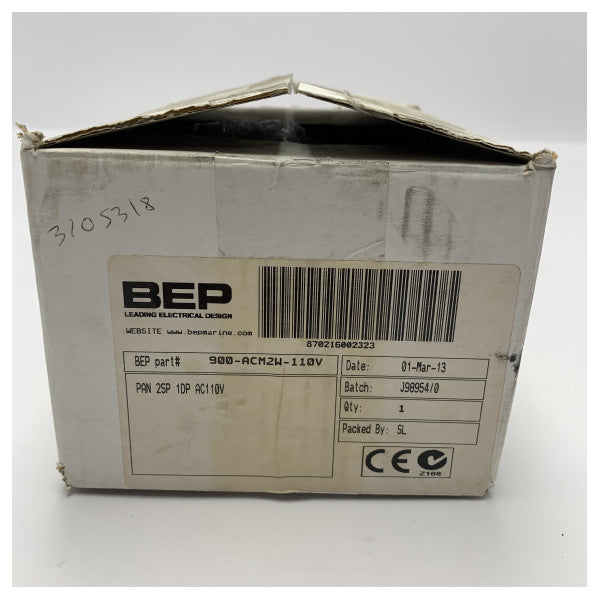 3105318
BEP
LEADING ELECTRICAL DESIGN
WEBSITE www.bepmarine.com
870216002323
BEP part# 900-ACM2W-110V
PAN 2SP 1DP AC110V
Date: 01-Mar-13
Batch: J98954/0
Qty: 1
Packed By: SL
CE
Z168